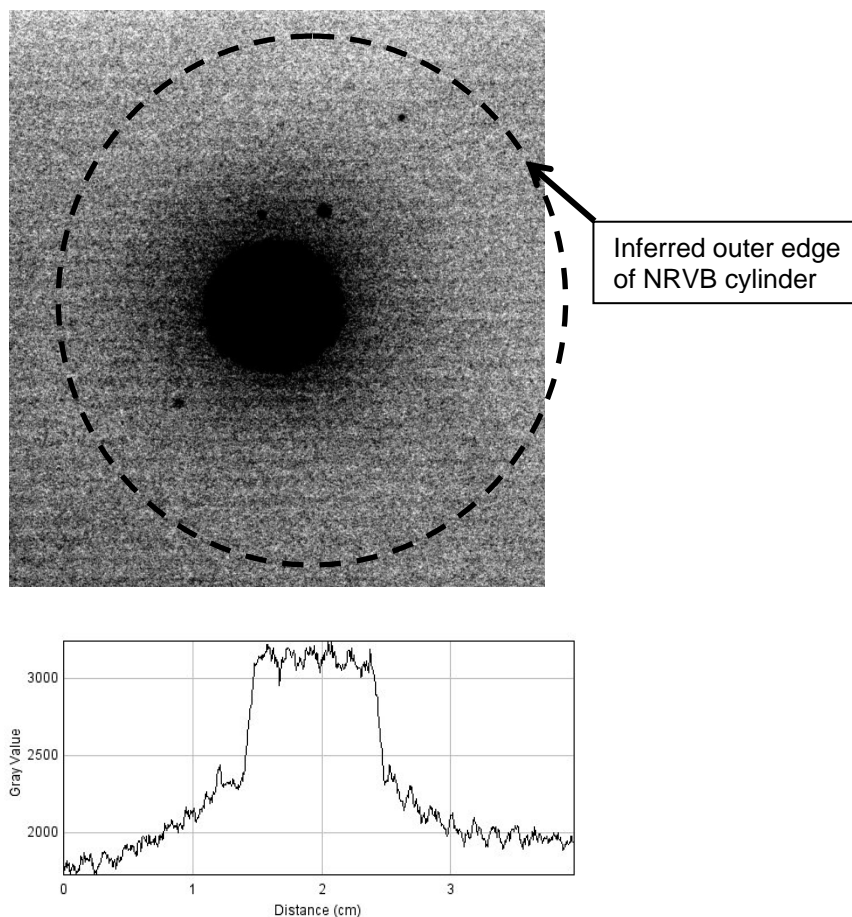 Inferred outer edge
of NRVB cylinder
3000
2500
2000
Gray Value
0 1 2 3
Distance (cm)